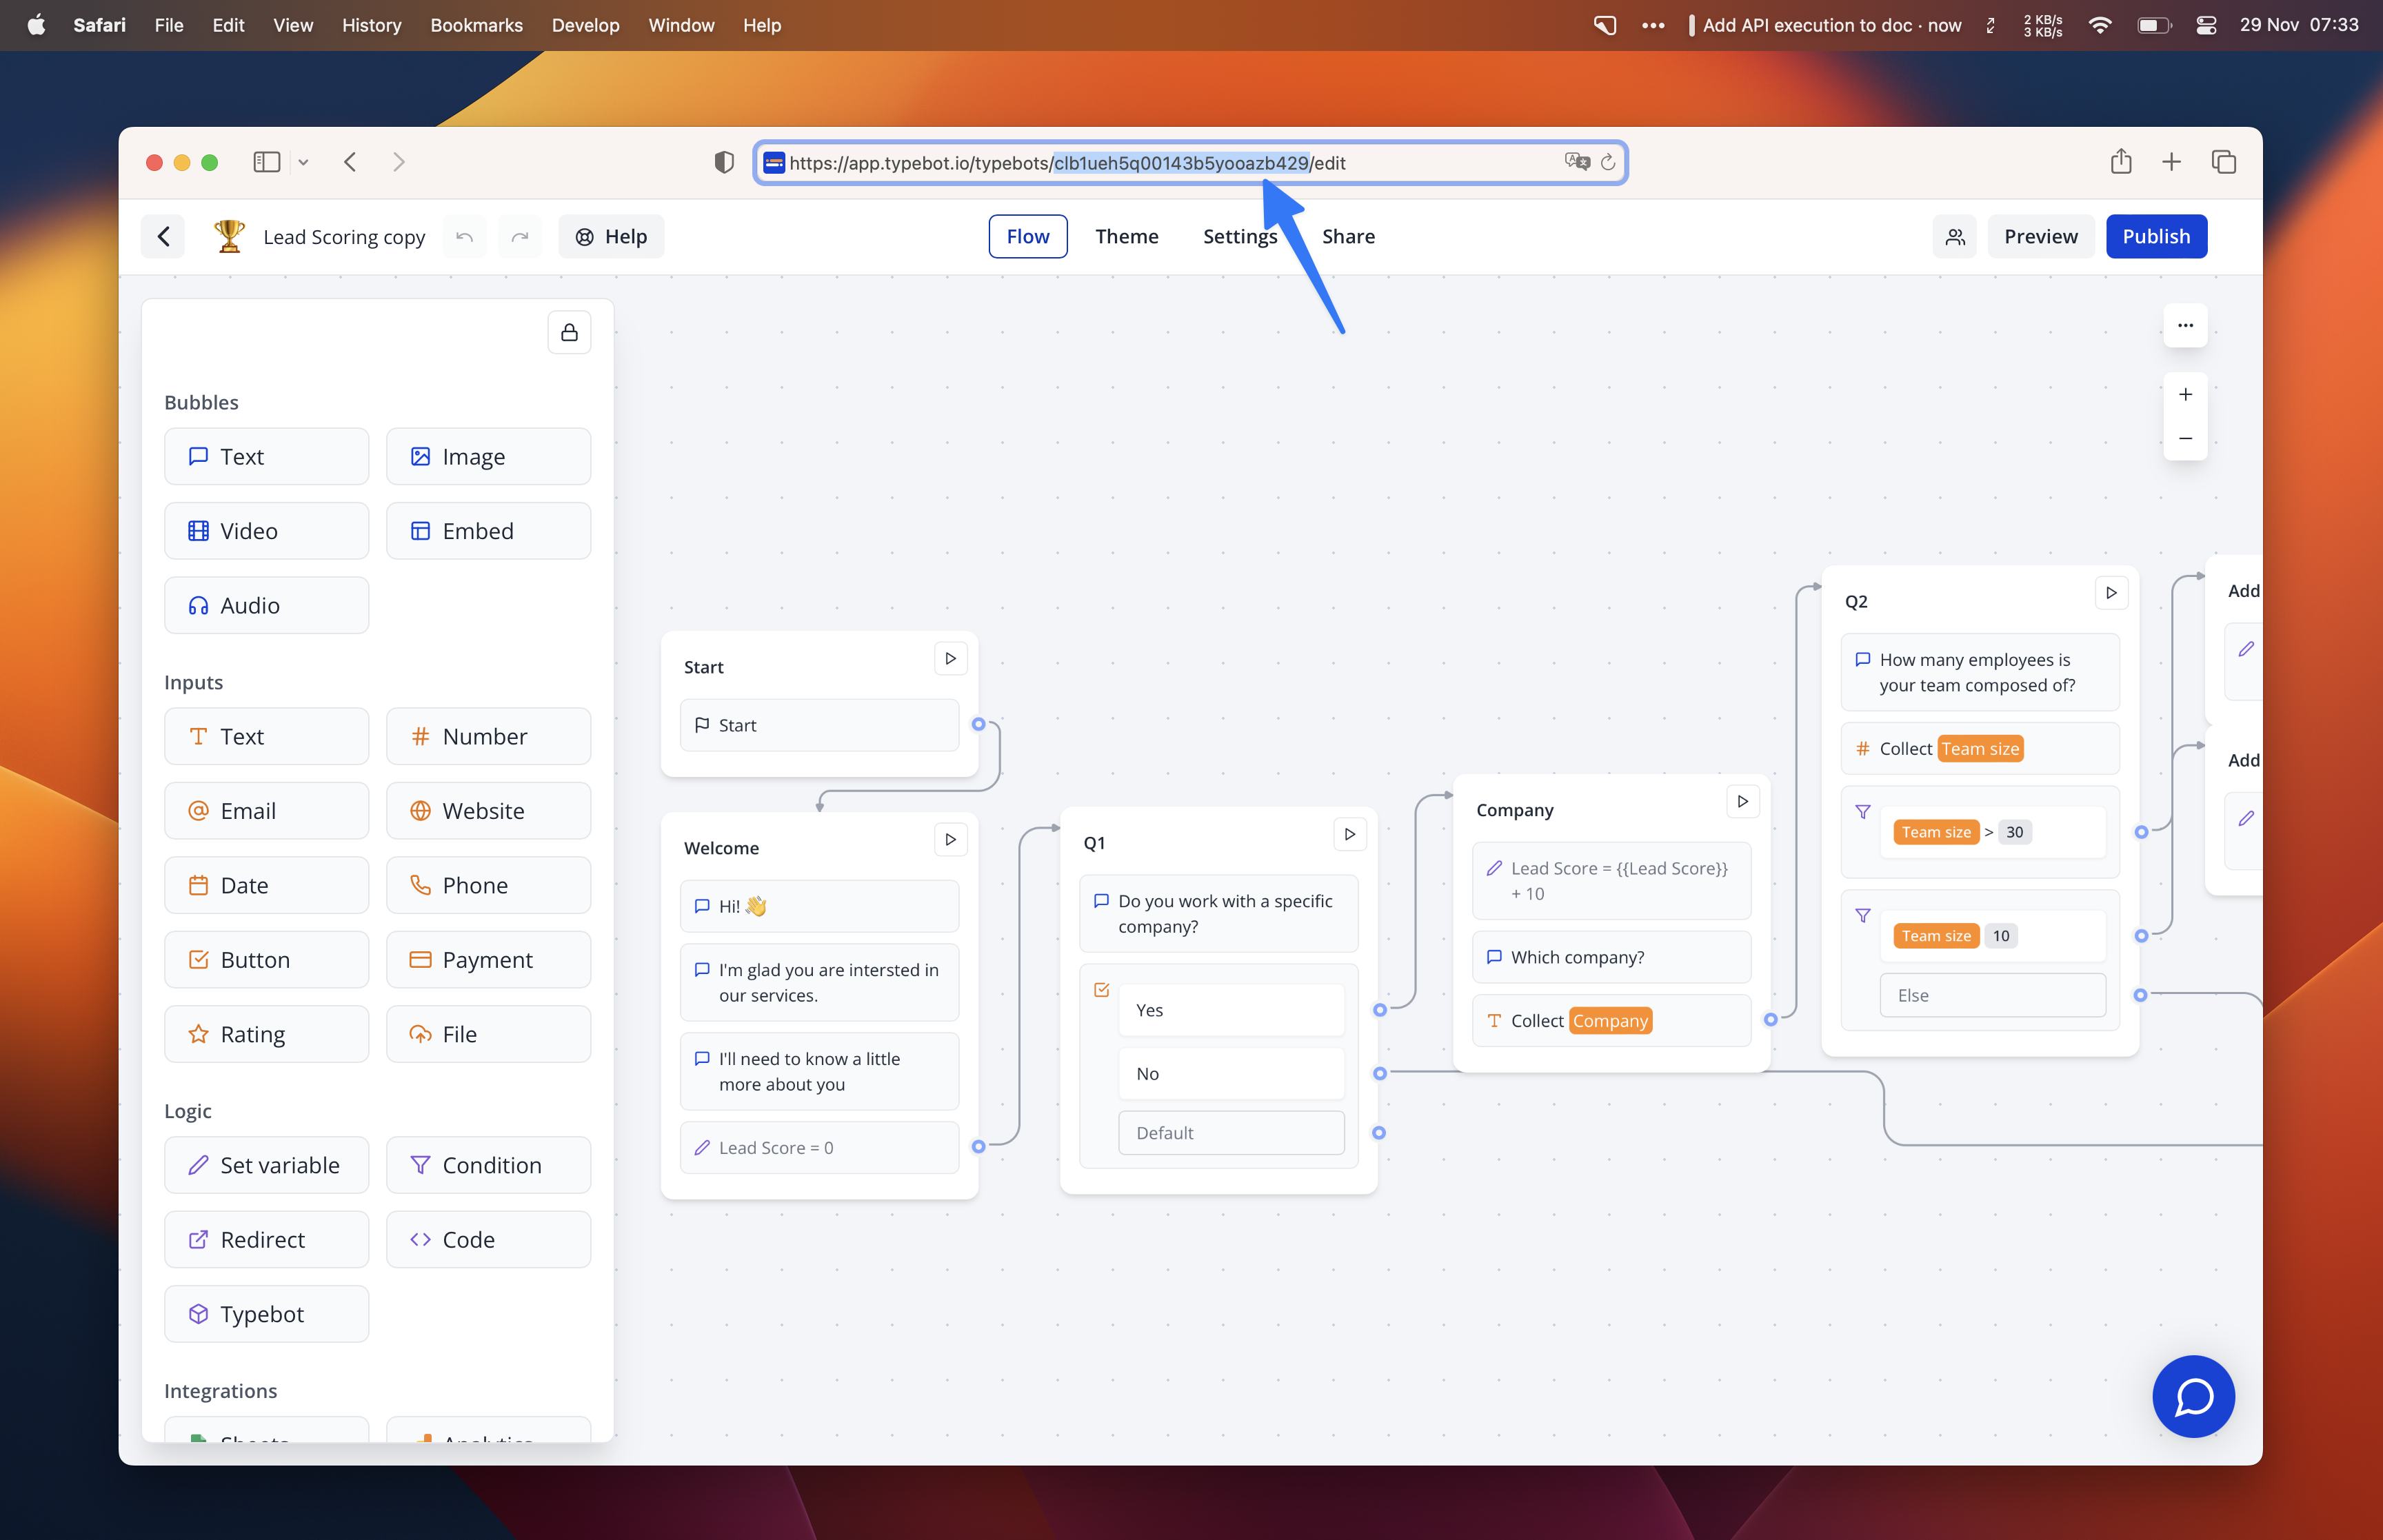 Safari File Edit View History Bookmarks Develop Window Help
Add API execution to doc · now
2 KB/s
3 KB/s
29 Nov 07:33
https://app.typebot.io/typebots/clb1ueh5q00143b5yooazb429/edit
Lead Scoring copy
Help
Flow Theme Settings Share
Preview Publish
Bubbles
Text Image
Video Embed
Audio
Inputs
Text Number
Email Website
Date Phone
Button Payment
Rating File
Logic
Set variable Condition
Redirect Code
Typebot
Integrations
Sheets Analytics
Start
Start
Welcome
Hi! 👋
I'm glad you are intersted in
our services.
I'll need to know a little
more about you
Lead Score = 0
Q1
Do you work with a specific
company?
Yes
No
Default
Company
Lead Score = {{Lead Score}}
+ 10
Which company?
Collect Company
Q2
How many employees is
your team composed of?
Collect Team size
Team size > 30
Team size 10
Else
Add
Add